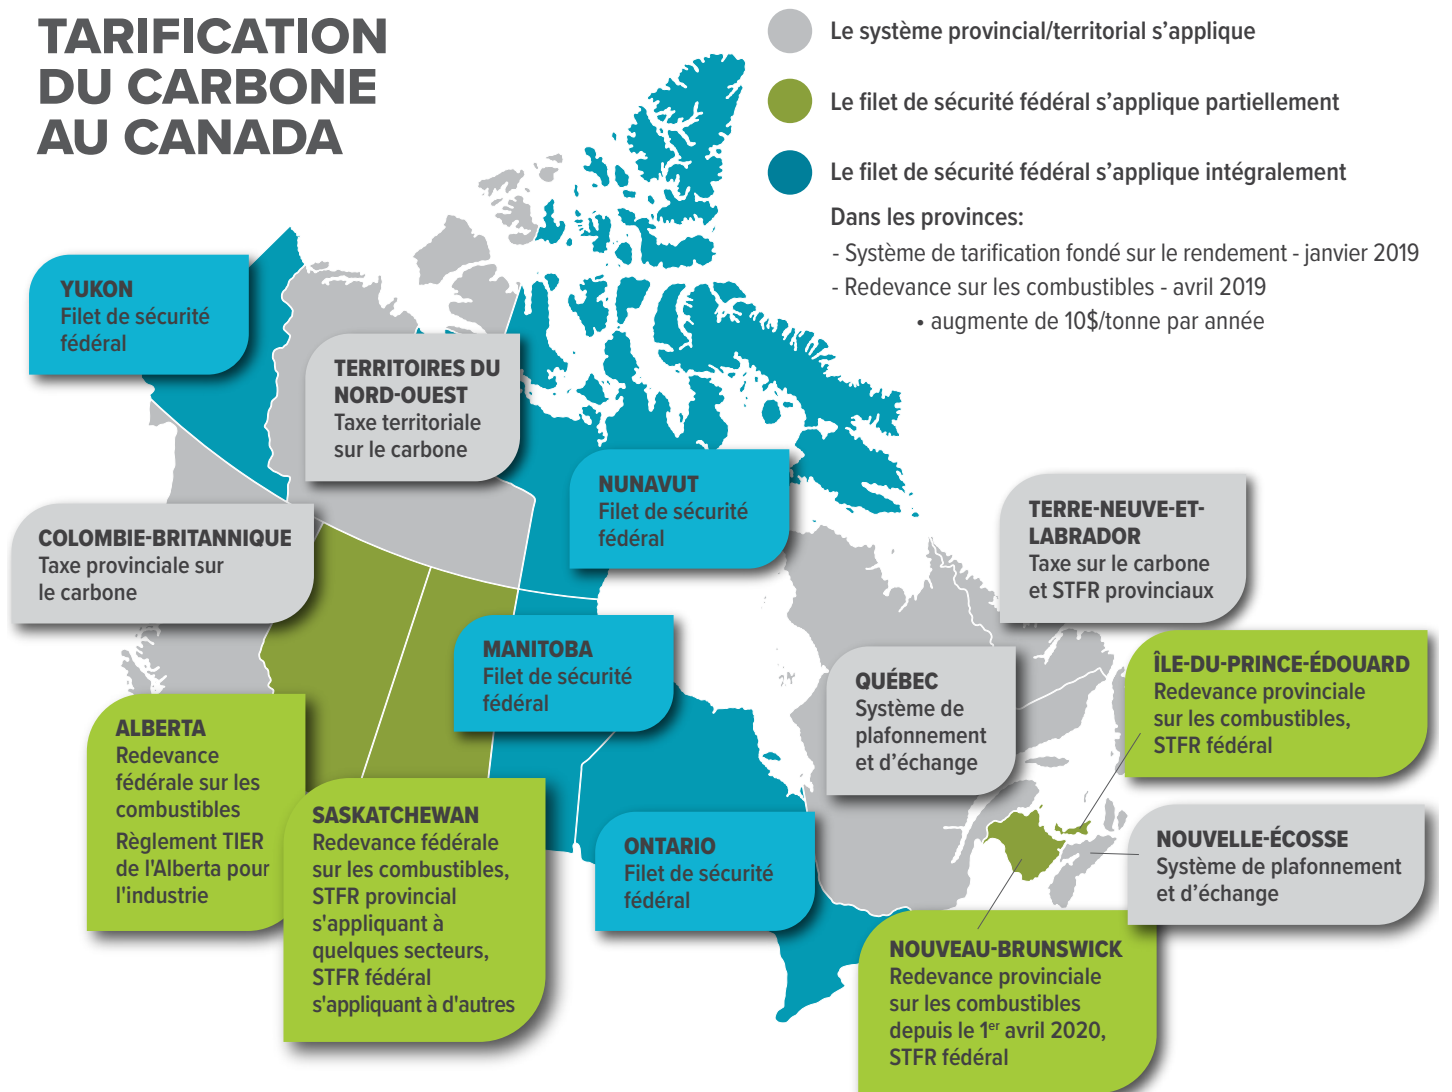 TARIFICATION
DU CARBONE
AU CANADA
Le système provincial/territorial s’applique
Le filet de sécurité fédéral s’applique partiellement
Le filet de sécurité fédéral s’applique intégralement
Dans les provinces:
- Système de tarification fondé sur le rendement - janvier 2019
- Redevance sur les combustibles - avril 2019
• augmente de 10$/tonne par année
YUKON
Filet de sécurité
fédéral
TERRITOIRES DU
NORD-OUEST
Taxe territoriale
sur le carbone
NUNAVUT
Filet de sécurité
fédéral
TERRE-NEUVE-ET-
LABRADOR
Taxe sur le carbone
et STFR provinciaux
COLOMBIE-BRITANNIQUE
Taxe provinciale sur
le carbone
MANITOBA
Filet de sécurité
fédéral
QUÉBEC
Système de
plafonnement
et d’échange
ÎLE-DU-PRINCE-ÉDOUARD
Redevance provinciale
sur les combustibles,
STFR fédéral
ALBERTA
Redevance
fédérale sur les
combustibles
Règlement TIER
de l'Alberta pour
l'industrie
SASKATCHEWAN
Redevance fédérale
sur les combustibles,
STFR provincial
s'appliquant à
quelques secteurs,
STFR fédéral
s'appliquant à d'autres
ONTARIO
Filet de sécurité
fédéral
NOUVELLE-ÉCOSSE
Système de plafonnement
et d’échange
NOUVEAU-BRUNSWICK
Redevance provinciale
sur les combustibles
depuis le 1er avril 2020,
STFR fédéral